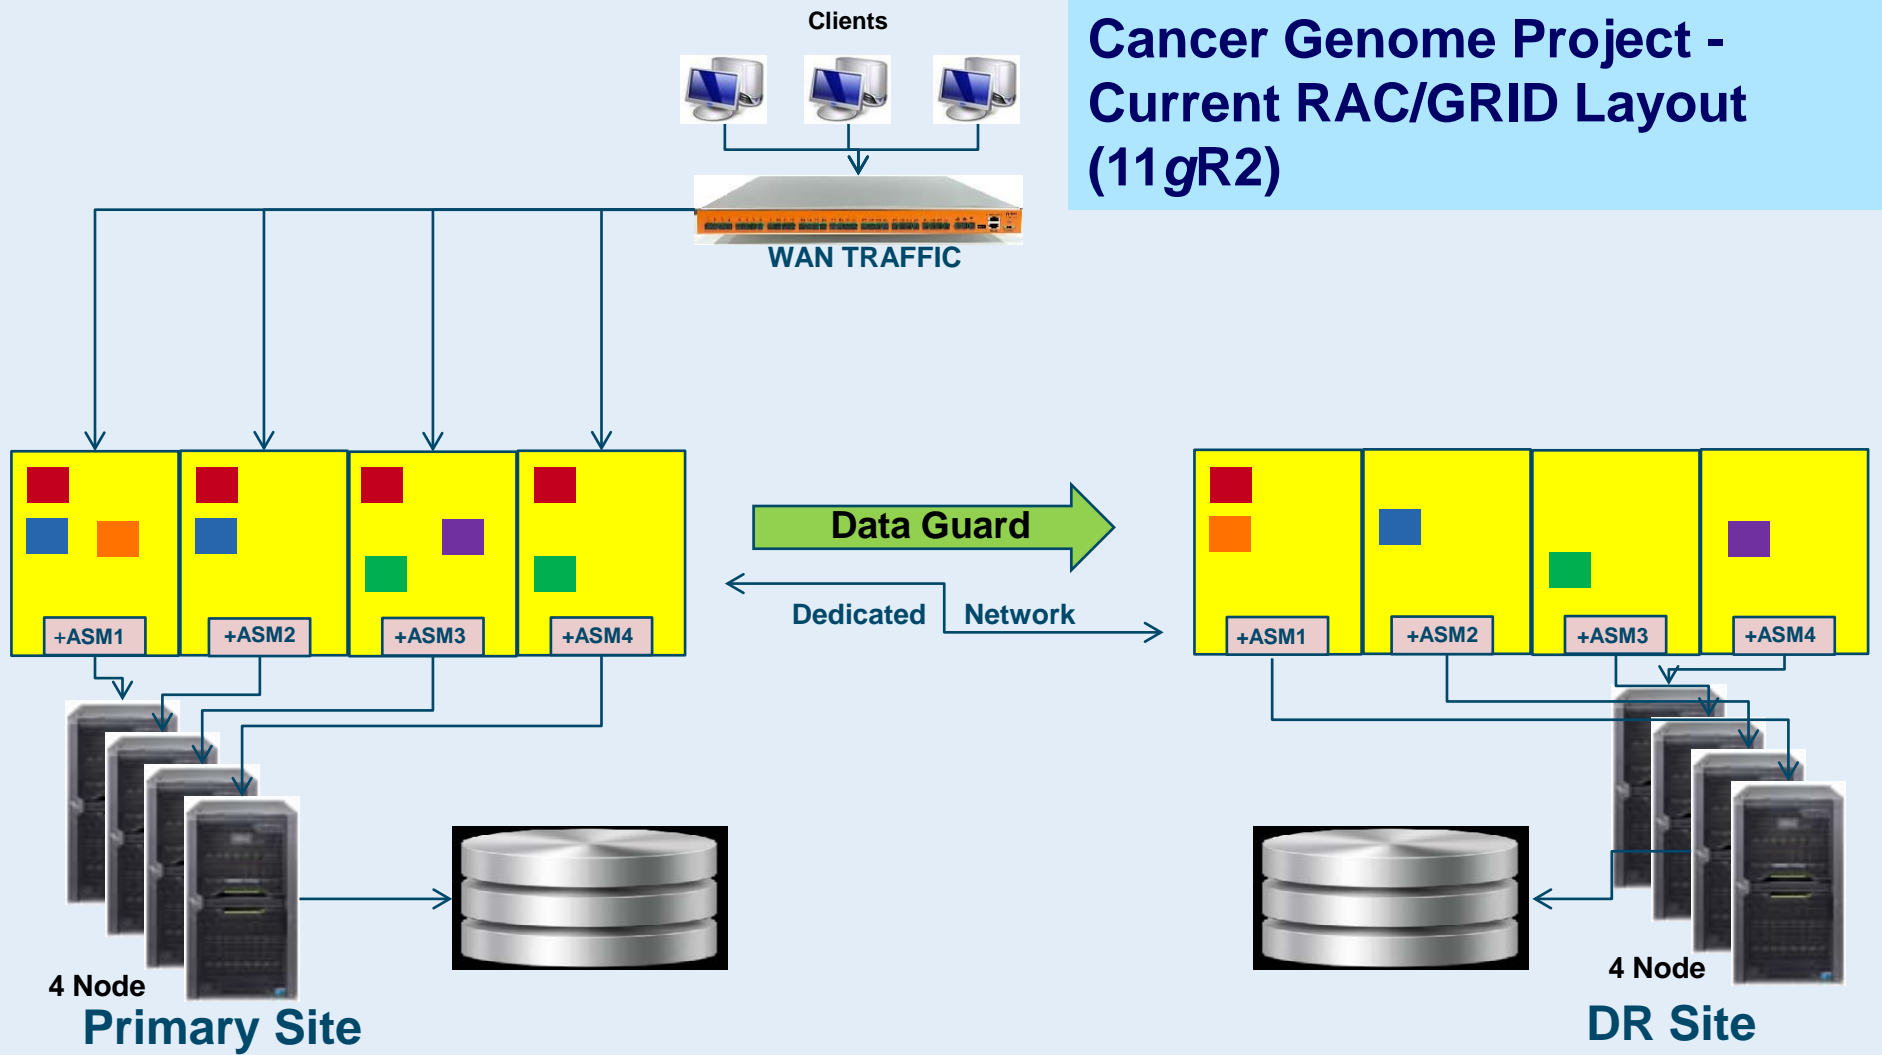 Clients
Cancer Genome Project -
Current RAC/GRID Layout
(11gR2)
WAN TRAFFIC
Data Guard
Dedicated Network
+ASM1
+ASM2
+ASM3
+ASM4
+ASM1
+ASM2
+ASM3
+ASM4
4 Node
Primary Site
4 Node
DR Site